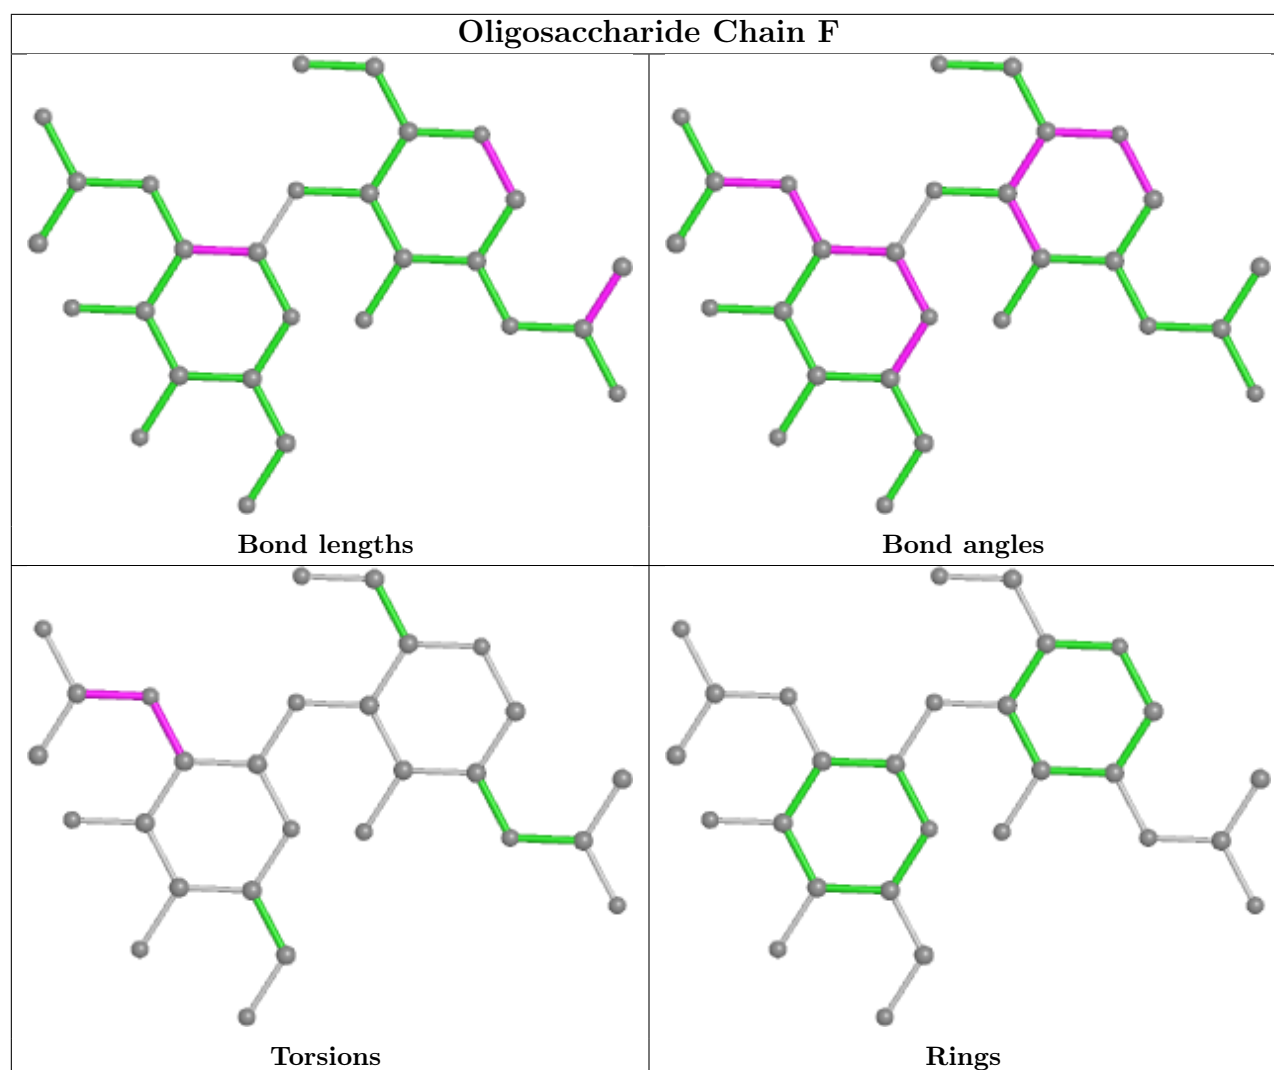 Oligosaccharide Chain F
Bond lengths
Bond angles
Torsions
Rings